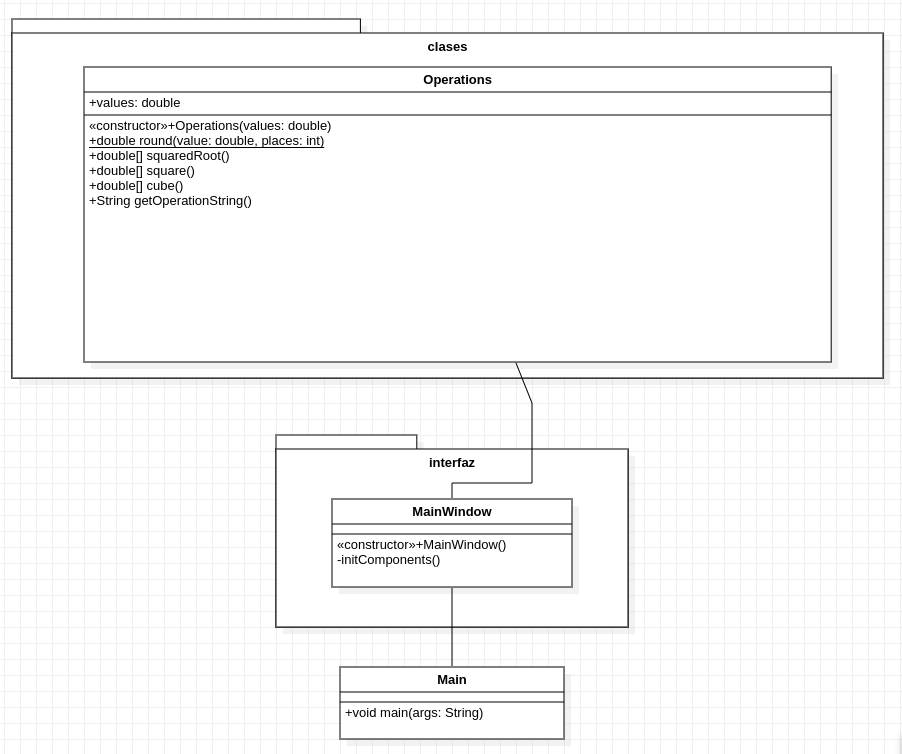 clases
Operations
+values: double
«constructor»+Operations(values: double)
+double round(value: double, places: int)
+double[] squaredRoot()
+double[] square()
+double[] cube()
+String getOperationString()
interfaz
MainWindow
«constructor»+MainWindow()
-initComponents()
Main
+void main(args: String)